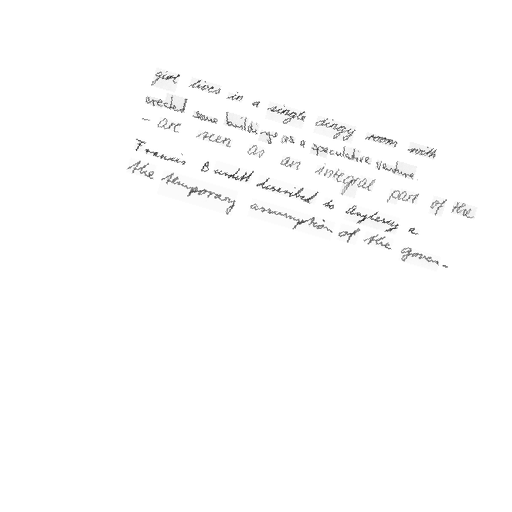 girl lives in a single dingy room with
erected some buildings as a speculative venture
- are seen as an integral part of the
Francis Burdett described to Anglesey a
the temporary assumption of the govern-